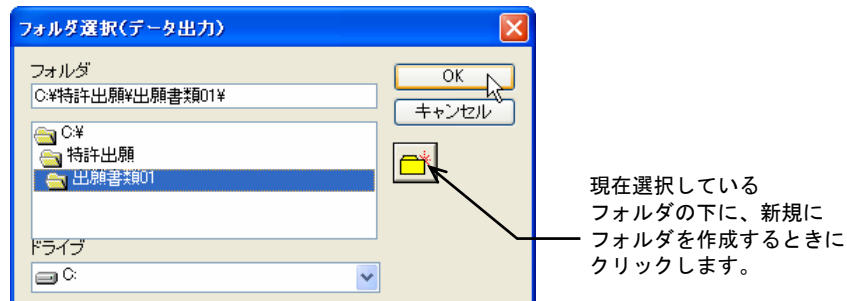 フォルダ選択(データ出力)
フォルダ
C:¥特許出願¥出願書類01¥
OK
キャンセル
C:¥
特許出願
出願書類01
ドライブ
C:
現在選択している
フォルダの下に、新規に
フォルダを作成するときに
クリックします。